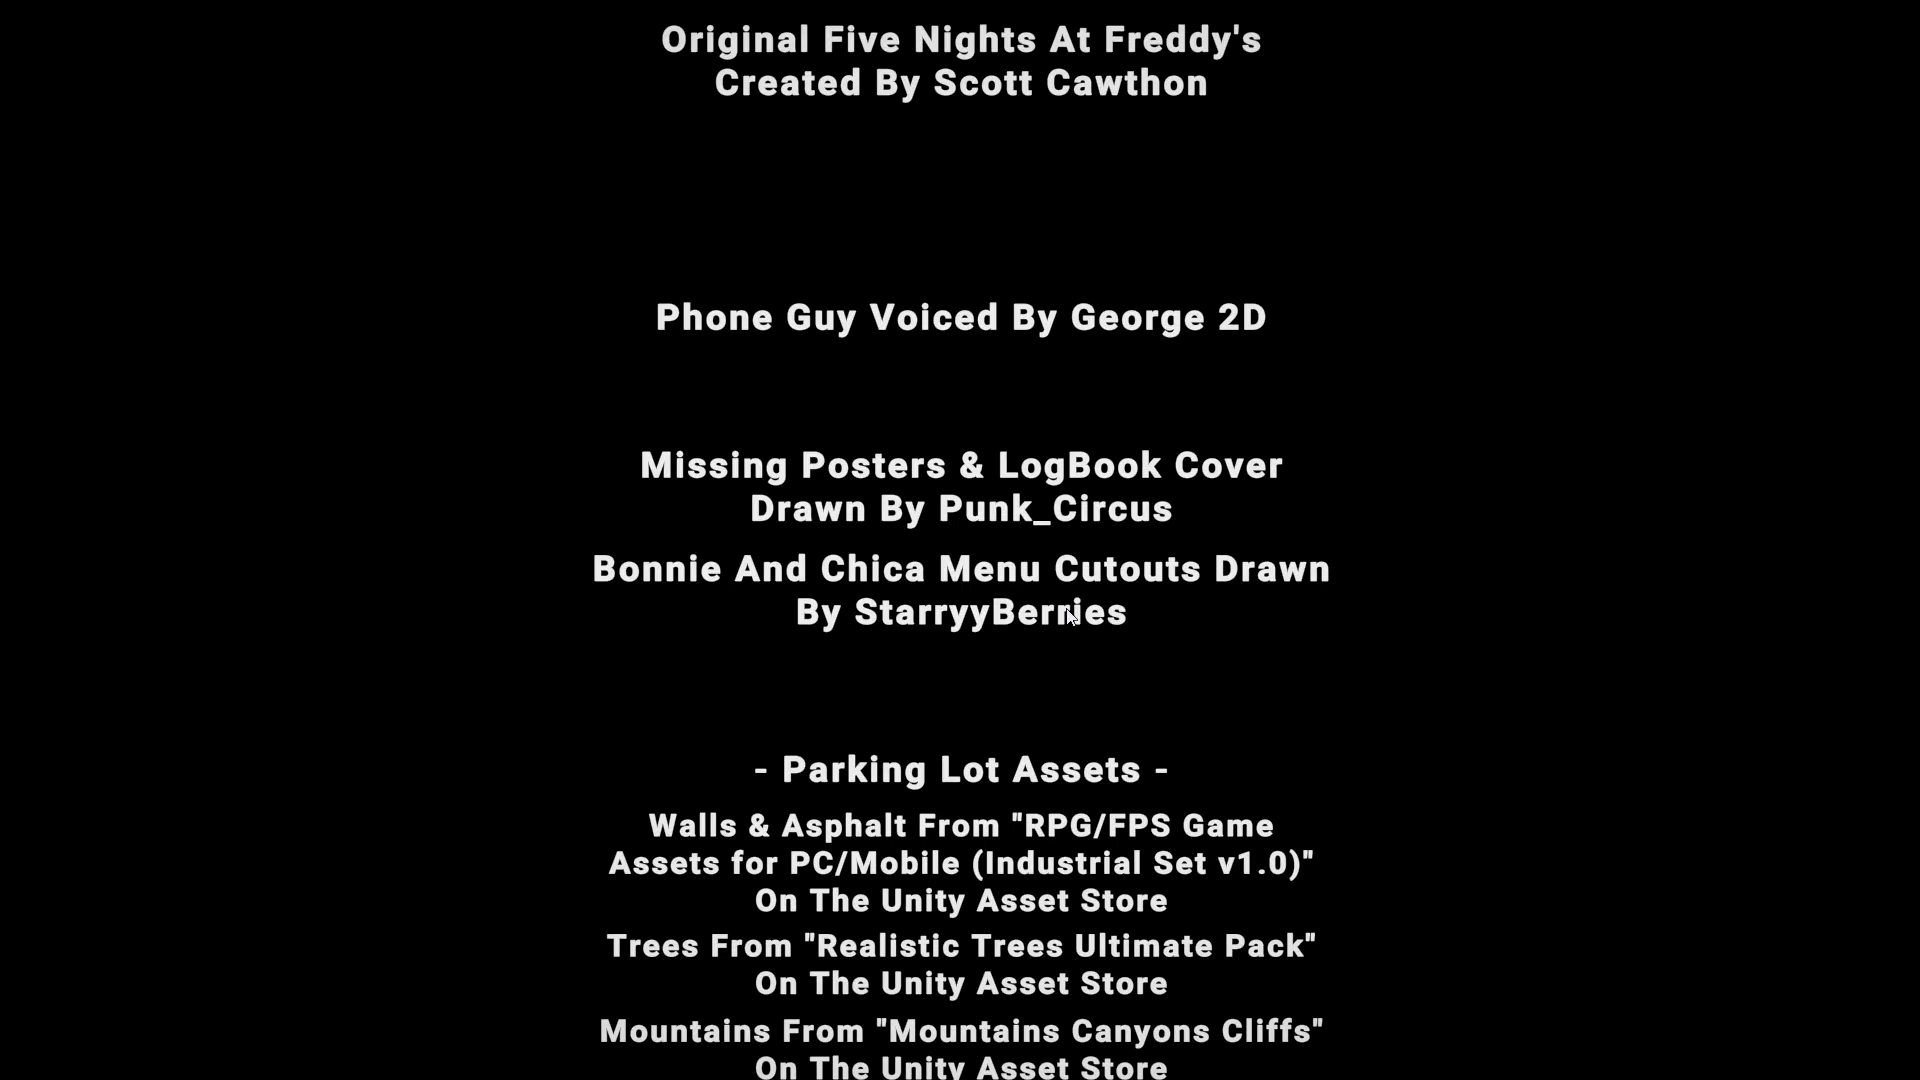 Original Five Nights At Freddy's
Created By Scott Cawthon
Phone Guy Voiced By George 2D
Missing Posters & LogBook Cover
Drawn By Punk_Circus
Bonnie And Chica Menu Cutouts Drawn
By StarryyBerries
- Parking Lot Assets -
Walls & Asphalt From "RPG/FPS Game
Assets for PC/Mobile (Industrial Set v1.0)"
On The Unity Asset Store
Trees From "Realistic Trees Ultimate Pack"
On The Unity Asset Store
Mountains From "Mountains Canyons Cliffs"
On The Unity Asset Store